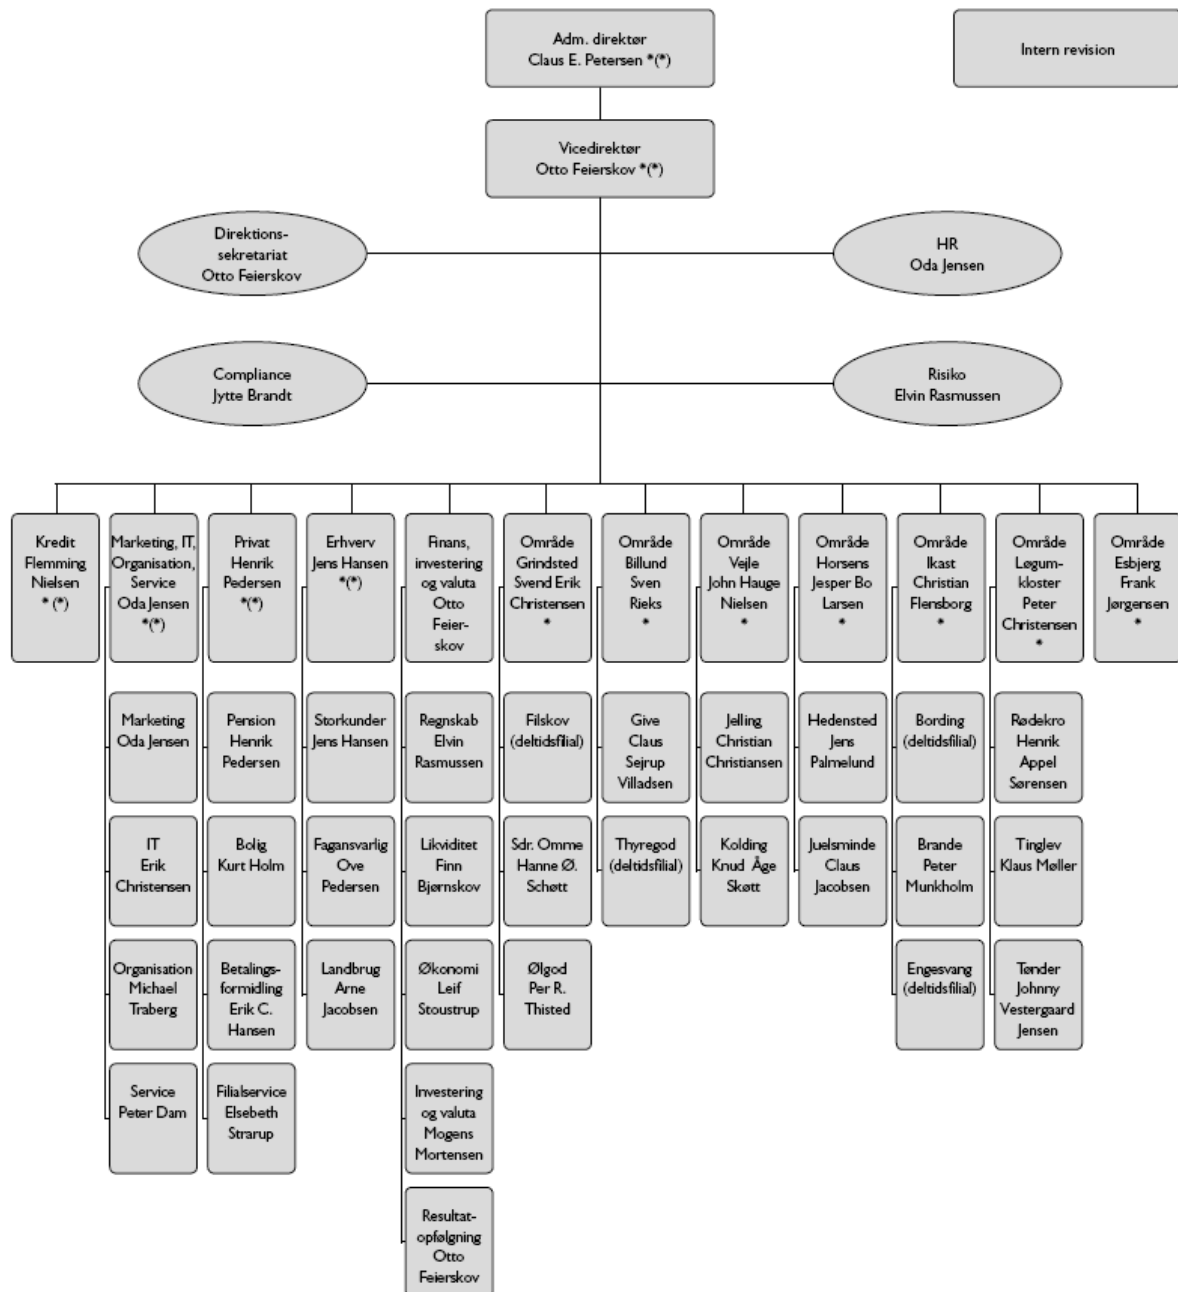 Adm. direktør
Claus E. Petersen *(*)
Intern revision
Vicedirektør
Otto Feierskov *(*)
Direktions-
sekretariat
Otto Feierskov
HR
Oda Jensen
Compliance
Jytte Brandt
Risiko
Elvin Rasmussen
Kredit
Flemming
Nielsen
* (*)
Marketing, IT,
Organisation,
Service
Oda Jensen
*(*)
Privat
Henrik
Pedersen
*(*)
Erhverv
Jens Hansen
*(*)
Finans,
investering
og valuta
Otto
Feier-
skov
Område
Grindsted
Svend Erik
Christensen
*
Område
Billund
Sven
Rieks
*
Område
Vejle
John Hauge
Nielsen
*
Område
Horsens
Jesper Bo
Larsen
*
Område
Ikast
Christian
Flensborg
*
Område
Løgum-
kloster
Peter
Christensen
*
Område
Esbjerg
Frank
Jørgensen
*
Marketing
Oda Jensen
Pension
Henrik
Pedersen
Storkunder
Jens Hansen
Regnskab
Elvin
Rasmussen
Filskov
(deltidsfilial)
Give
Claus
Sejrup
Villadsen
Jelling
Christian
Christiansen
Hedensted
Jens
Palmelund
Bording
(deltidsfilial)
Rødekro
Henrik
Appel
Sørensen
IT
Erik
Christensen
Bolig
Kurt Holm
Fagansvarlig
Ove
Pedersen
Likviditet
Finn
Bjørnskov
Sdr. Omme
Hanne Ø.
Schøtt
Thyregod
(deltidsfilial)
Kolding
Knud Åge
Skøtt
Juelsminde
Claus
Jacobsen
Brande
Peter
Munkholm
Tinglev
Klaus Møller
Organisation
Michael
Traberg
Betalings-
formidling
Erik C.
Hansen
Landbrug
Arne
Jacobsen
Økonomi
Leif
Stoustrup
Ølgod
Per R.
Thisted
Engesvang
(deltidsfilial)
Tønder
Johnny
Vestergaard
Jensen
Service
Peter Dam
Filialservice
Elsebeth
Strarup
Investering
og valuta
Mogens
Mortensen
Resultat-
opfølgning
Otto
Feierskov